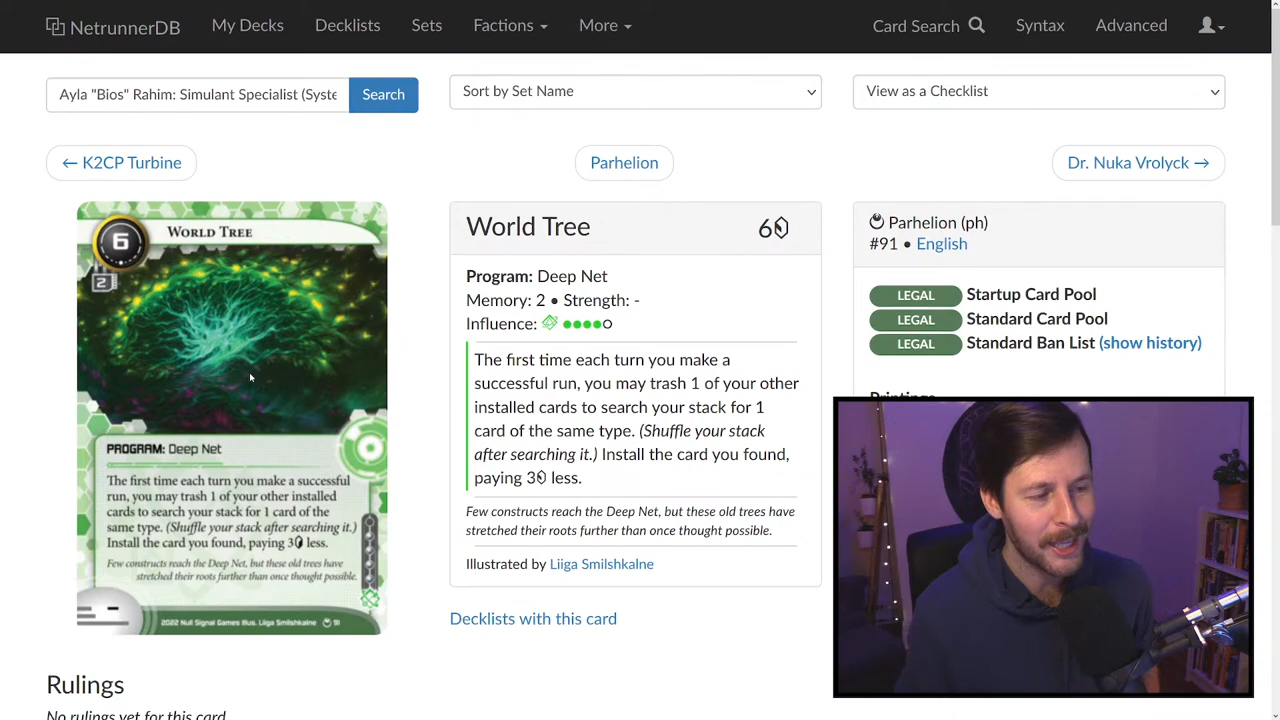 NetrunnerDB My Decks Decklists Sets Factions More Card Search Syntax Advanced
Ayla "Bios" Rahim: Simulant Specialist (Syste Search Sort by Set Name View as a Checklist
← K2CP Turbine Parhelion Dr. Nuka Vrolyck →
6 WORLD TREE
2
PROGRAM: Deep Net
The first time each turn you make a successful
run, you may trash 1 of your other installed
cards to search your stack for 1 card of the
same type. (Shuffle your stack after searching it.)
Install the card you found, paying 3 less.
Few constructs reach the Deep Net, but these old trees have
stretched their roots further than once thought possible.
–
2022 Null Signal Games Illus. Liiga Smilshkalne 91
World Tree 6
Program: Deep Net
Memory: 2 • Strength: -
Influence:
The first time each turn you make a
successful run, you may trash 1 of your other
installed cards to search your stack for 1
card of the same type. (Shuffle your stack
after searching it.) Install the card you found,
paying 3 less.
Few constructs reach the Deep Net, but these old trees have
stretched their roots further than once thought possible.
Illustrated by Liiga Smilshkalne
Decklists with this card
Parhelion (ph)
#91 • English
LEGAL Startup Card Pool
LEGAL Standard Card Pool
LEGAL Standard Ban List (show history)
Printings
Rulings
No rulings yet for this card